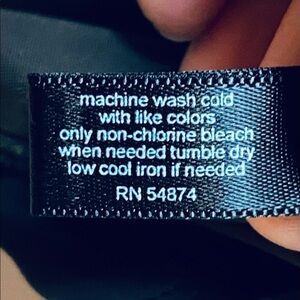 machine wash cold
with like colors
only non-chlorine bleach
when needed tumble dry
low cool iron if needed
RN 54874